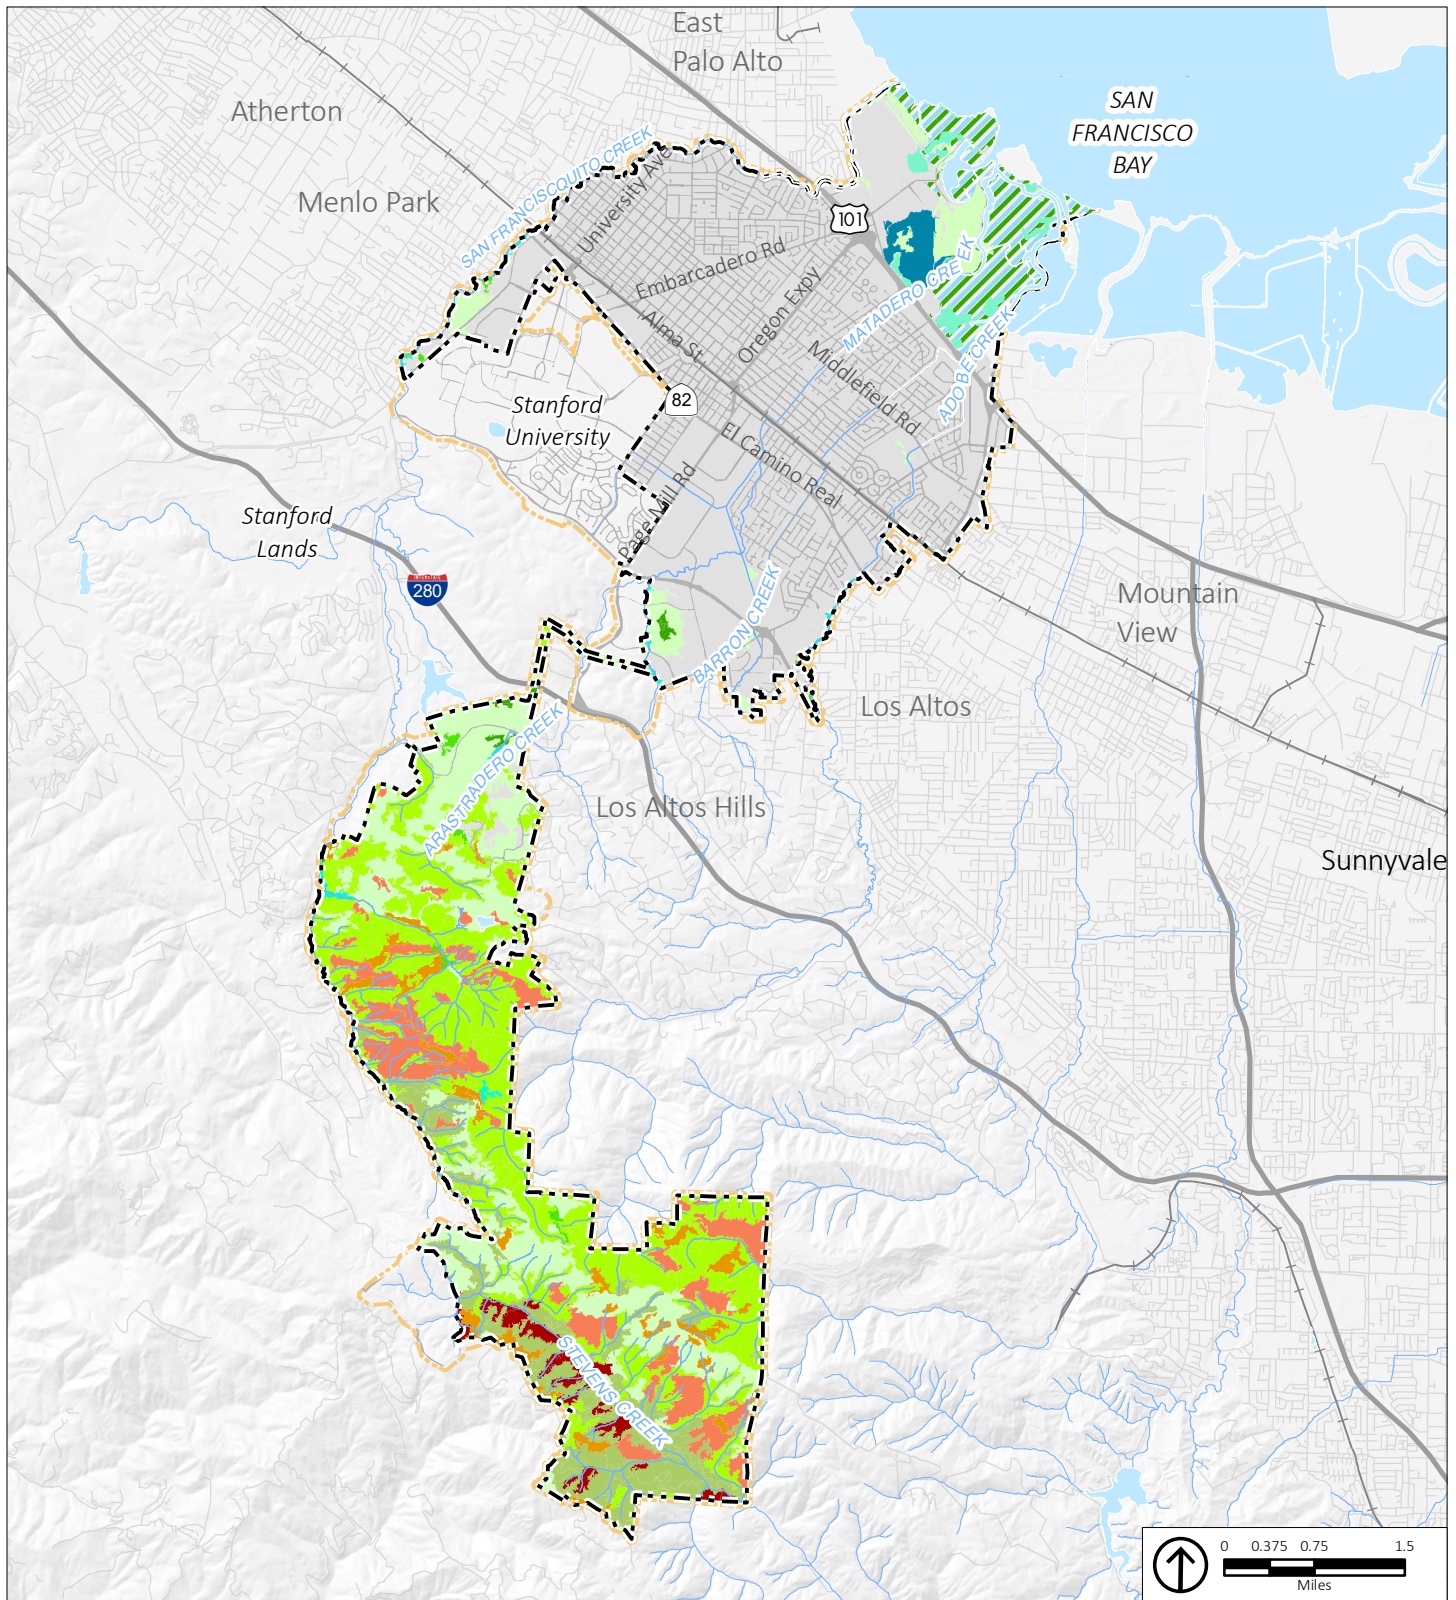 East
Palo Alto
Atherton
SAN
FRANCISCO
BAY
SAN FRANCISQUITO CREEK
University Ave
Menlo Park
101
Embarcadero Rd
MATADERO CREEK
Oregon Expy
Alma St
Middlefield Rd
ADOBE CREEK
82
Stanford
University
El Camino Real
Page Mill Rd
Stanford
Lands
INTERSTATE
280
BARRON CREEK
Mountain
View
Los Altos
ARASTRADERO CREEK
Los Altos Hills
Sunnyvale
STEVENS CREEK
0 0.375 0.75 1.5
Miles